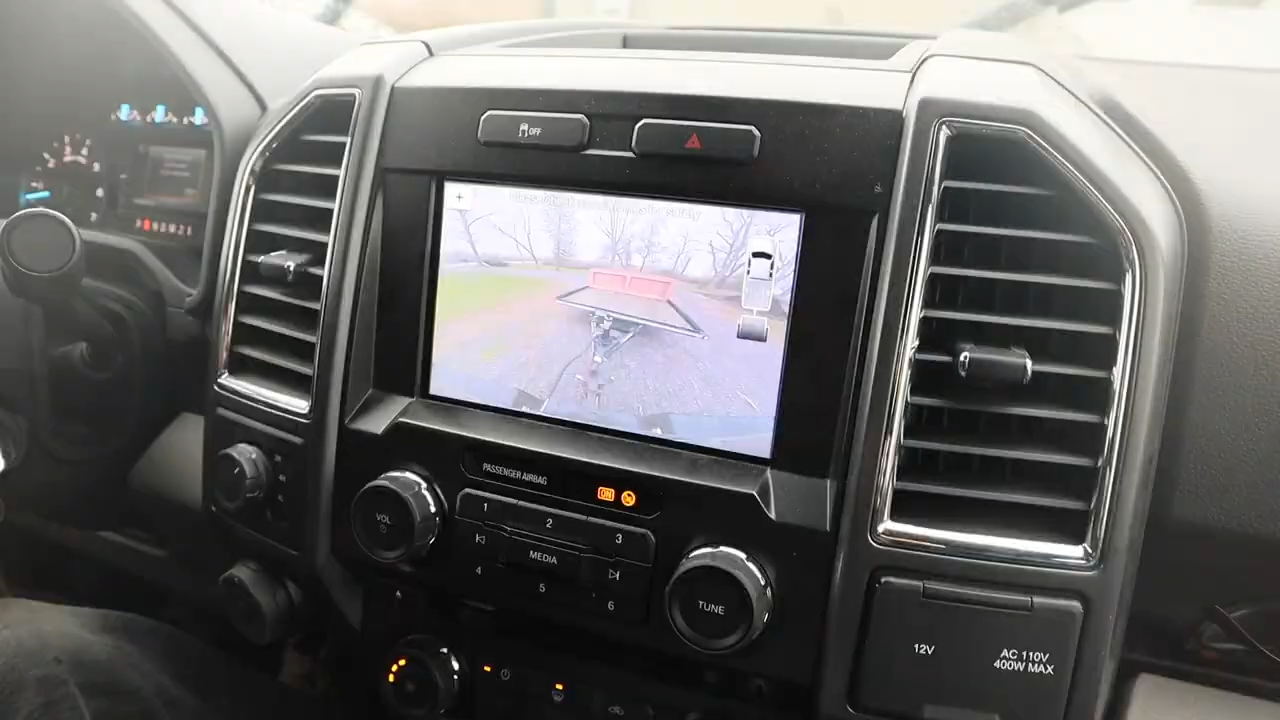 OFF
PASSENGER AIRBAG
ON
VOL
1
2
3
MEDIA
4
5
6
TUNE
12V
AC 110V
400W MAX